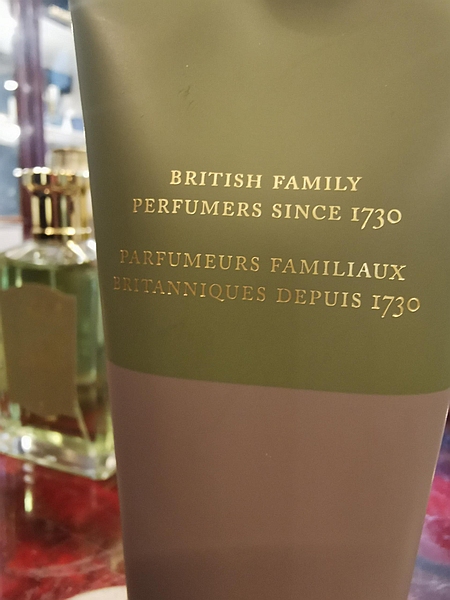 BRITISH FAMILY
PERFUMERS SINCE 1730
PARFUMEURS FAMILIAUX
BRITANNIQUES DEPUIS 1730